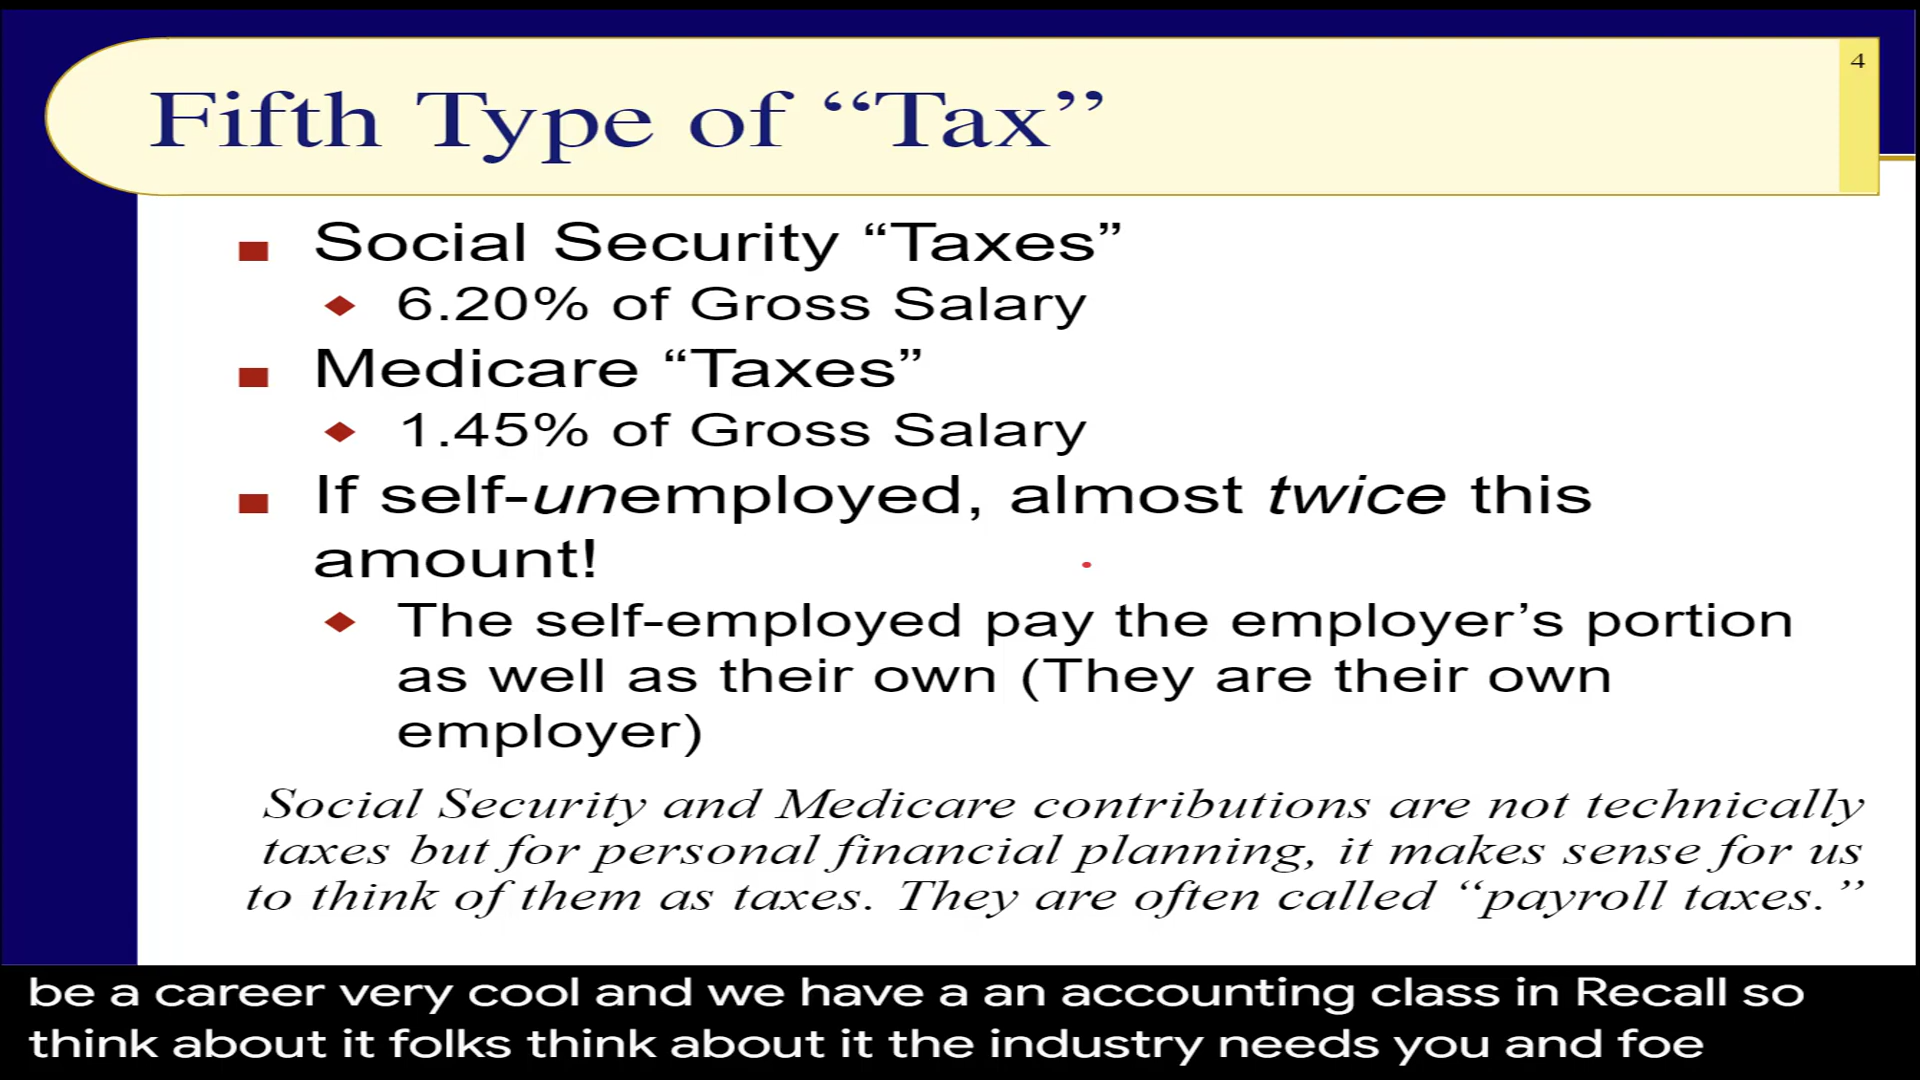 4
Fifth Type of “Tax”
Social Security “Taxes”
6.20% of Gross Salary
Medicare “Taxes”
1.45% of Gross Salary
If self-unemployed, almost twice this
amount!
The self-employed pay the employer’s portion
as well as their own (They are their own
employer)
Social Security and Medicare contributions are not technically
taxes but for personal financial planning, it makes sense for us
to think of them as taxes. They are often called “payroll taxes.”
be a career very cool and we have a an accounting class in Recall so
think about it folks think about it the industry needs you and foe